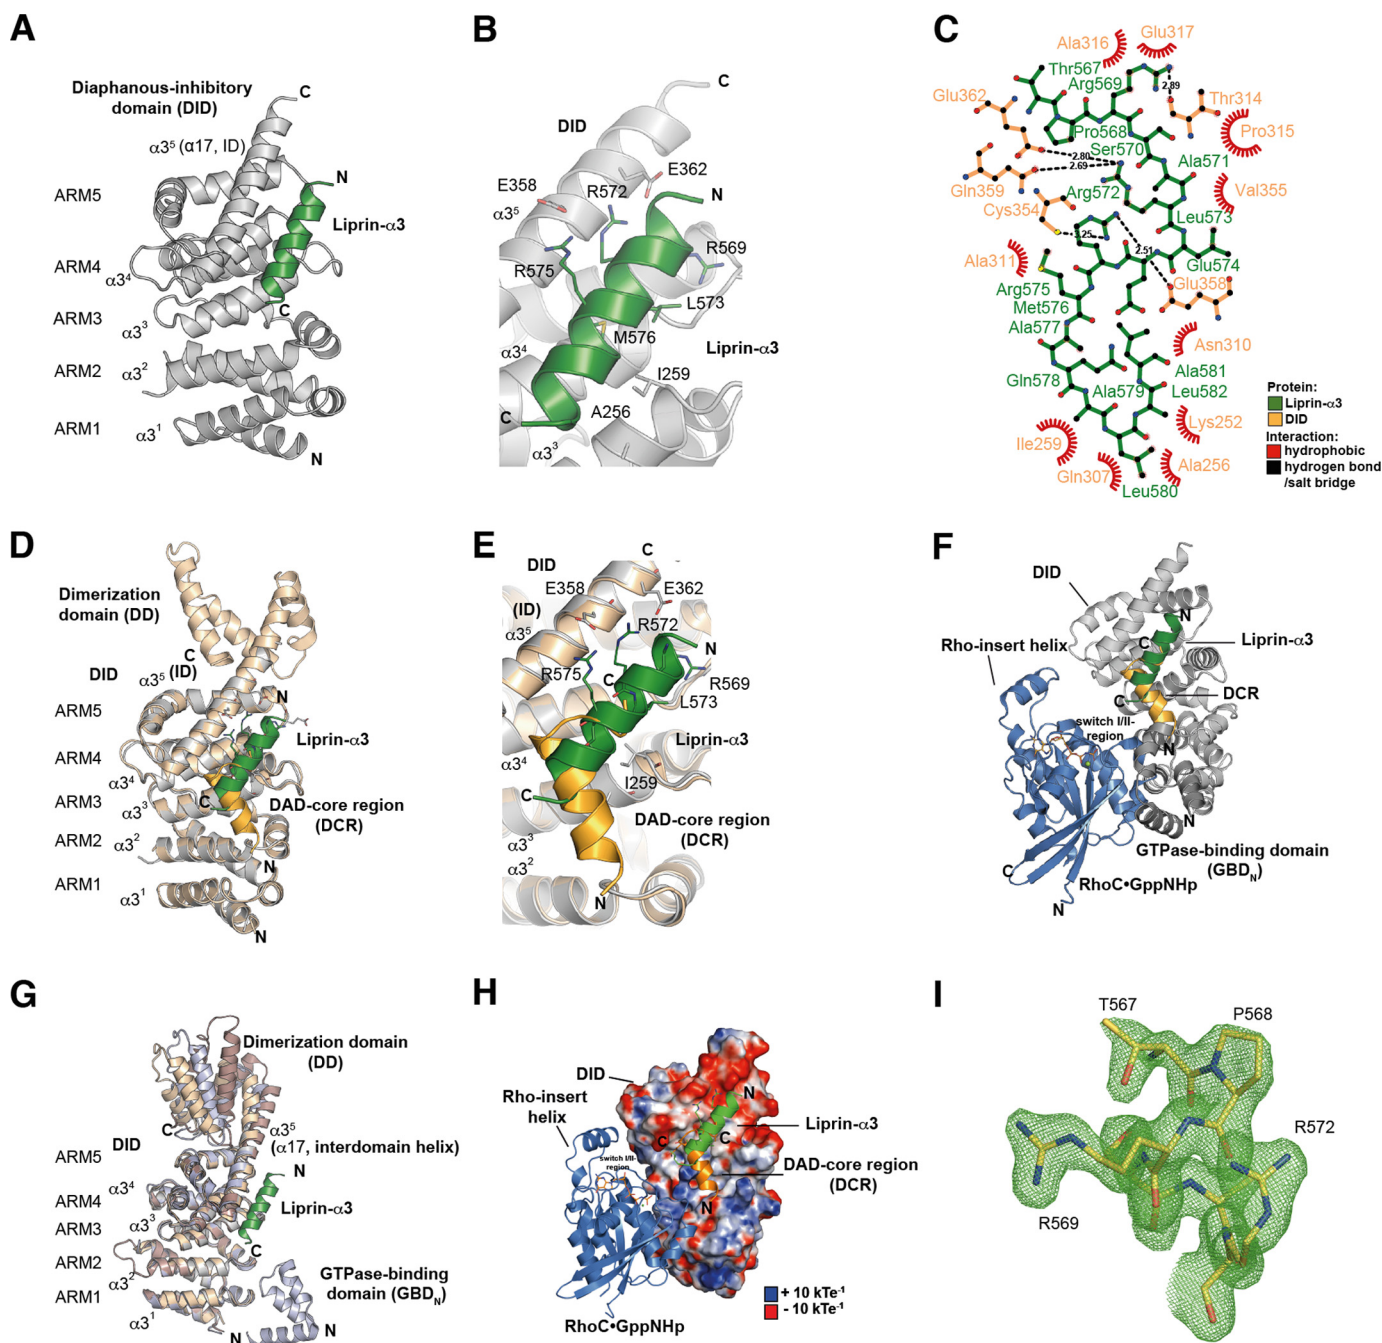 A
Diaphanous-inhibitory
domain (DID)
C
α3⁵ (α17, ID)
ARM5
N
Liprin-α3
ARM4
α3⁴
C
ARM3
α3³
ARM2
α3²
ARM1
α3¹
N
B
C
DID
E362
R572
E358
N
α3⁵
R569
R575
L573
M576
Liprin-α3
α3⁴
I259
A256
C
α3³
C
Glu317
Ala316
Thr567
Arg569
Glu362
2.89
Thr314
Pro315
Pro568
Ser570
2.80
2.69
Ala571
Gln359
Arg572
Val355
Cys354
Leu573
3.25
2.51
Ala311
Glu574
Glu358
Arg575
Met576
Ala577
Asn310
Ala581
Gln578
Ala579
Leu582
Lys252
Ile259
Ala256
Gln307
Leu580
Protein:
Liprin-α3
DID
Interaction:
hydrophobic
hydrogen bond
/salt bridge
D
Dimerization
domain (DD)
C
DID
α3⁵
(ID)
N
ARM5
Liprin-α3
ARM4
α3⁴
C
ARM3
α3³
DAD-core region
(DCR)
ARM2
α3²
N
ARM1
α3¹
N
E
C
DID
E358
E362
(ID)
R572
α3⁵
N
R575
C
R569
L573
Liprin-α3
α3⁴
I259
C
DAD-core region
(DCR)
α3³
α3²
N
F
DID
N
Liprin-α3
Rho-insert helix
DCR
C
switch I/II-
region
N
N
GTPase-binding domain
(GBD_N)
C
RhoC•GppNHp
N
G
Dimerization domain
(DD)
C
α3⁵
(α17, interdomain helix)
DID
ARM5
N
α3⁴
ARM4
Liprin-α3
ARM3
α3³
C
ARM2
α3²
GTPase-binding
domain (GBD_N)
ARM1
α3¹
N
N
H
DID
N
Rho-insert
helix
Liprin-α3
C
C
switch I/II-
region
DAD-core region
(DCR)
N
+ 10 kTe⁻¹
- 10 kTe⁻¹
RhoC•GppNHp
I
T567
P568
R572
R569